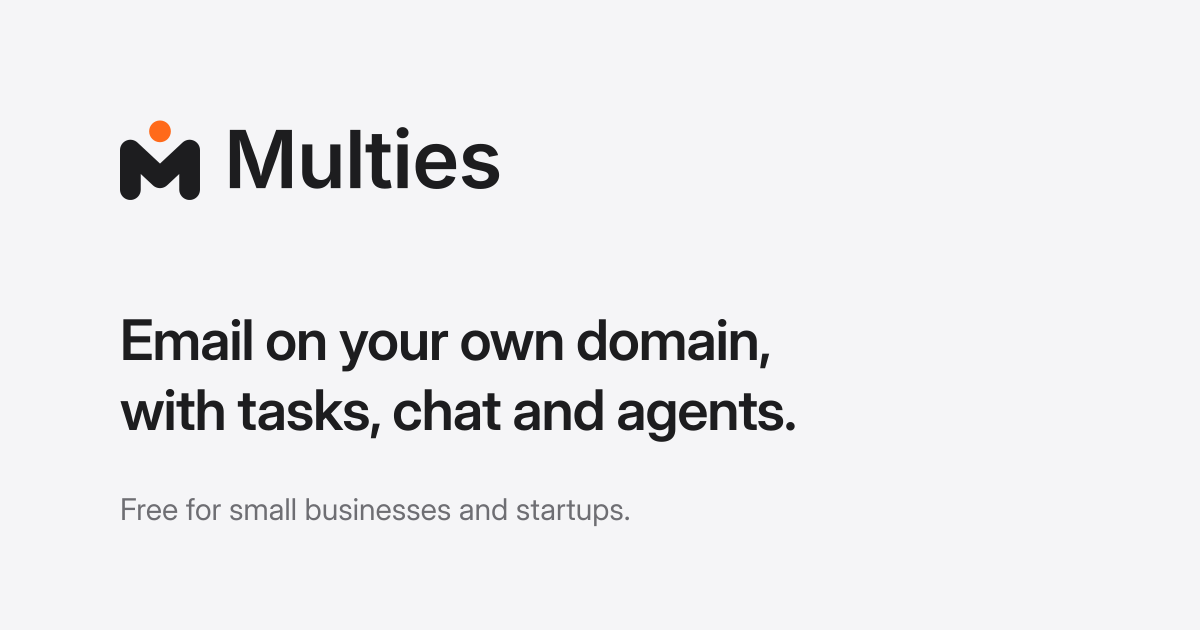 Multies
Email on your own domain,
with tasks, chat and agents.
Free for small businesses and startups.